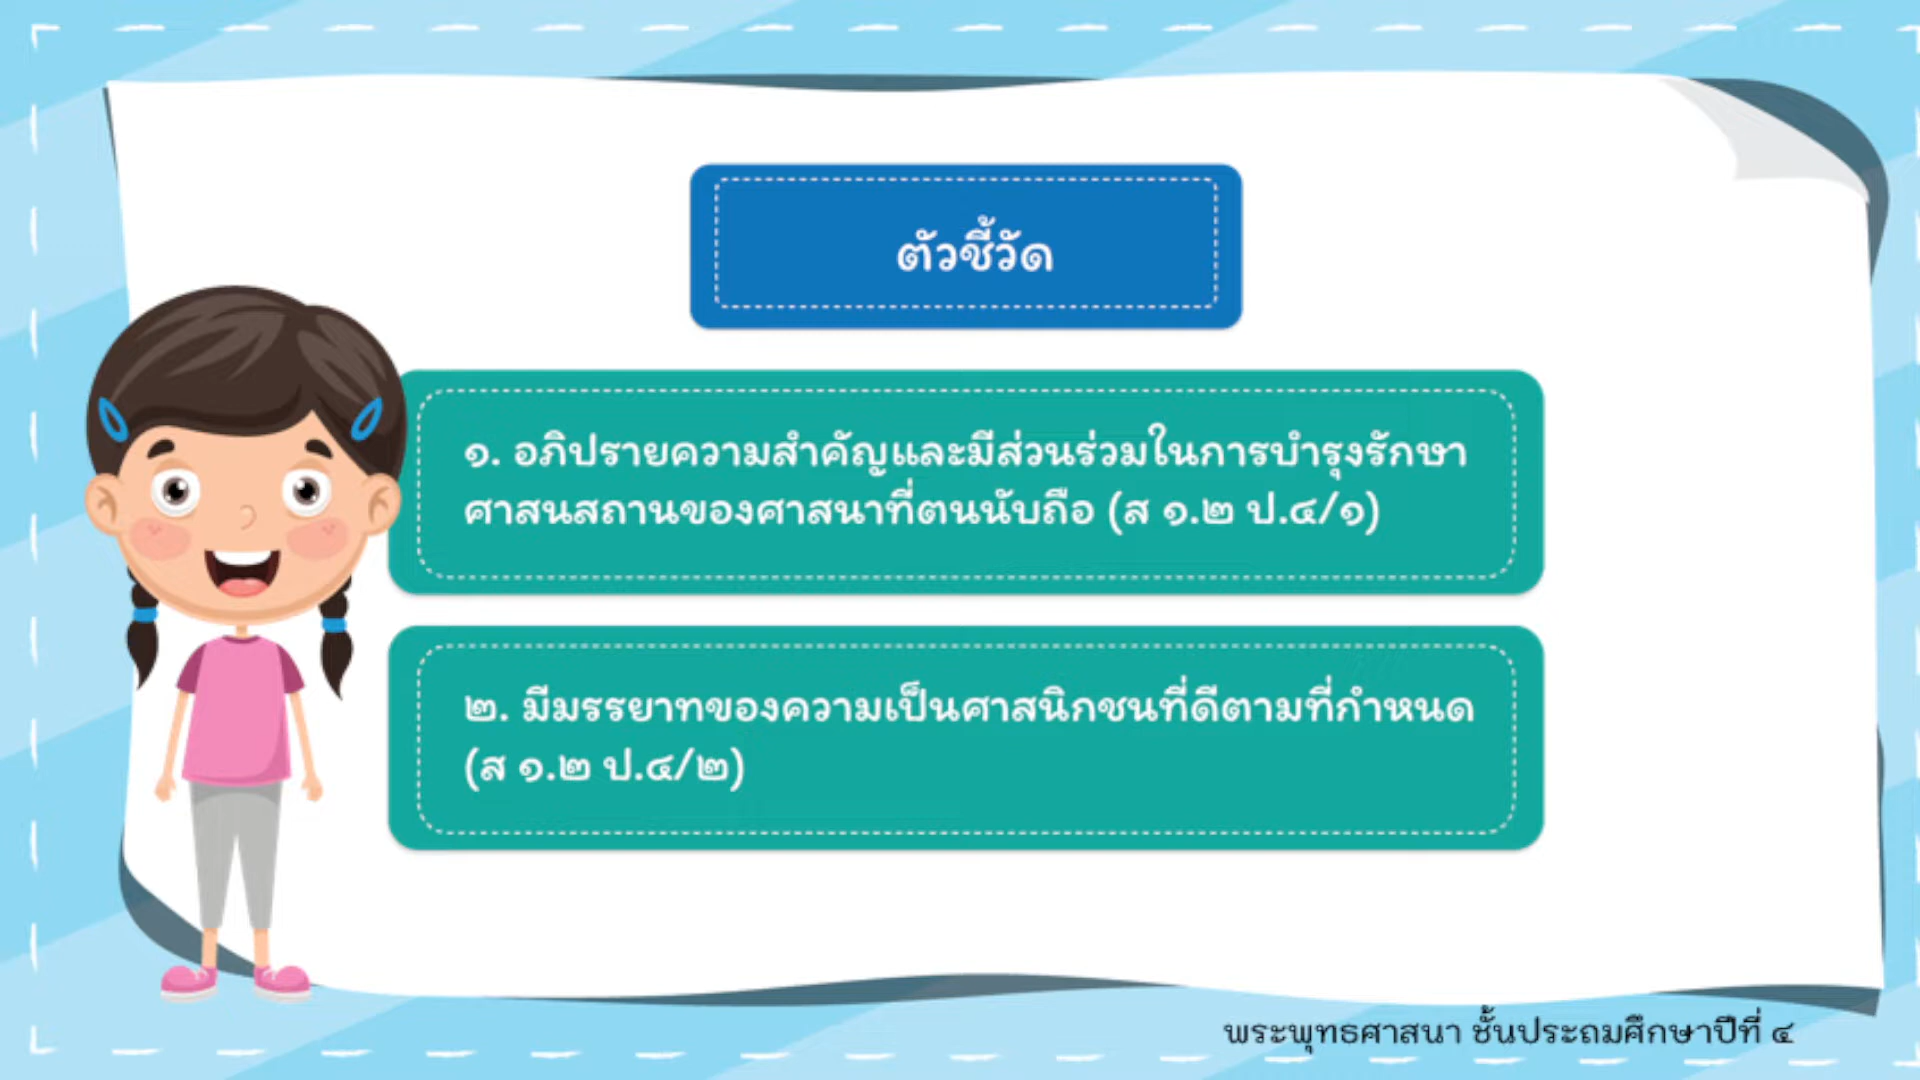 ตัวชี้วัด
๑. อภิปรายความสำคัญและมีส่วนร่วมในการบำรุงรักษา
ศาสนสถานของศาสนาที่ตนนับถือ (ส ๑.๒ ป.๔/๑)
๒. มีมรรยาทของความเป็นศาสนิกชนที่ดีตามที่กำหนด
(ส ๑.๒ ป.๔/๒)
พระพุทธศาสนา ชั้นประถมศึกษาปีที่ ๔